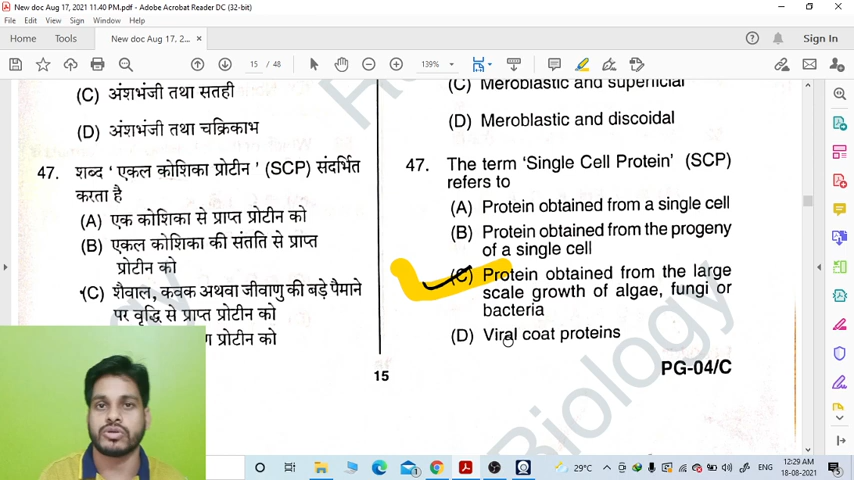 New doc Aug 17, 2021 11.40 PM.pdf - Adobe Acrobat Reader DC (32-bit)
File Edit View Sign Window Help
Home Tools New doc Aug 17, 2... ×
Sign In
15 / 48
139%
(C) अंशभंजी तथा सतही
(D) अंशभंजी तथा चक्रिकाभ
47. शब्द ‘एकल कोशिका प्रोटीन’ (SCP) संदर्भित
करता है
(A) एक कोशिका से प्राप्त प्रोटीन को
(B) एकल कोशिका की संतति से प्राप्त
प्रोटीन को
(C) शैवाल, कवक अथवा जीवाणु की बड़े पैमाने
पर वृद्धि से प्राप्त प्रोटीन को
प्रोटीन को
(C) Meroblastic and superficial
(D) Meroblastic and discoidal
47. The term ‘Single Cell Protein’ (SCP)
refers to
(A) Protein obtained from a single cell
(B) Protein obtained from the progeny
of a single cell
(C) Protein obtained from the large
scale growth of algae, fungi or
bacteria
(D) Viral coat proteins
15
PG-04/C
Biology
29°C
ENG
12:29 AM
18-08-2021